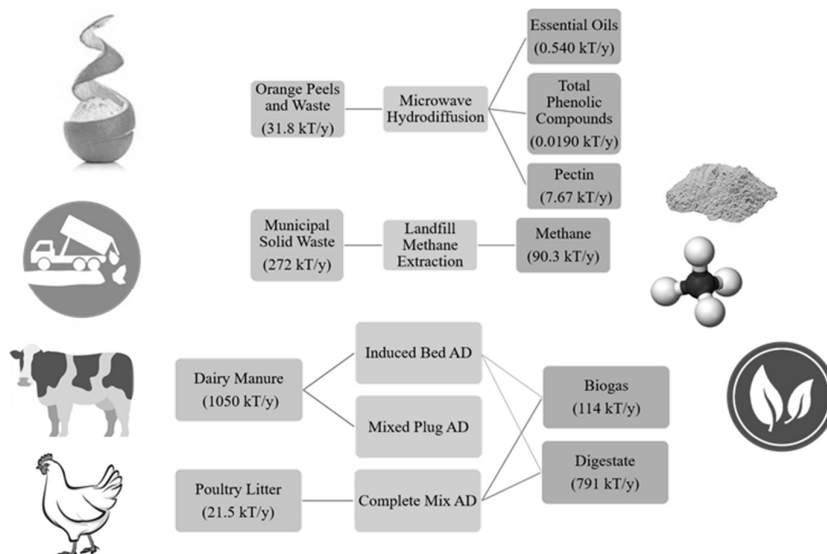 Essential Oils
(0.540 kT/y)
Orange Peels
and Waste
(31.8 kT/y)
Microwave
Hydrodiffusion
Total
Phenolic
Compounds
(0.0190 kT/y)
Pectin
(7.67 kT/y)
Municipal
Solid Waste
(272 kT/y)
Landfill
Methane
Extraction
Methane
(90.3 kT/y)
Dairy Manure
(1050 kT/y)
Induced Bed AD
Mixed Plug AD
Biogas
(114 kT/y)
Poultry Litter
(21.5 kT/y)
Complete Mix AD
Digestate
(791 kT/y)